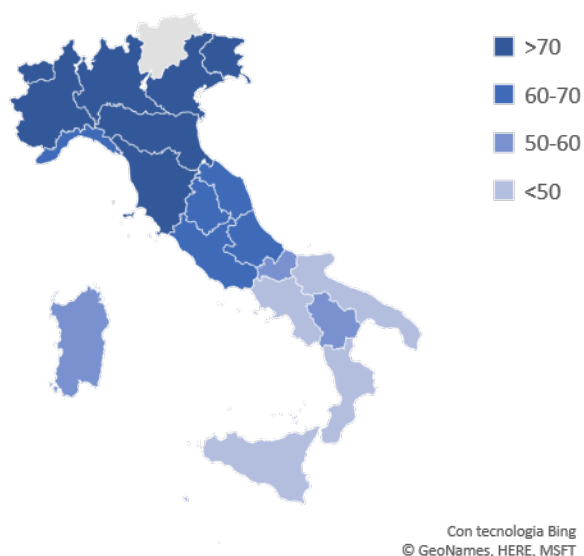 >70
60-70
50-60
<50
Con tecnologia Bing
© GeoNames, HERE, MSFT